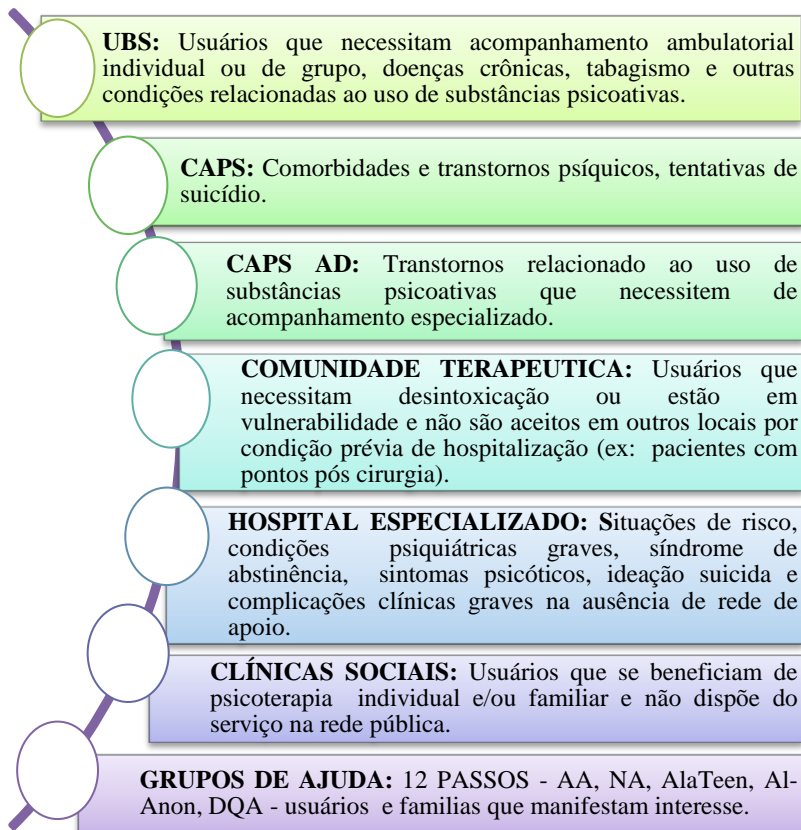 UBS: Usuários que necessitam acompanhamento ambulatorial
individual ou de grupo, doenças crônicas, tabagismo e outras
condições relacionadas ao uso de substâncias psicoativas.
CAPS: Comorbidades e transtornos psíquicos, tentativas de
suicídio.
CAPS AD: Transtornos relacionado ao uso de
substâncias psicoativas que necessitem de
acompanhamento especializado.
COMUNIDADE TERAPEUTICA: Usuários que
necessitam desintoxicação ou estão em
vulnerabilidade e não são aceitos em outros locais por
condição prévia de hospitalização (ex: pacientes com
pontos pós cirurgia).
HOSPITAL ESPECIALIZADO: Situações de risco,
condições psiquiátricas graves, síndrome de
abstinência, sintomas psicóticos, ideação suicida e
complicações clínicas graves na ausência de rede de
apoio.
CLÍNICAS SOCIAIS: Usuários que se beneficiam de
psicoterapia individual e/ou familiar e não dispõe do
serviço na rede pública.
GRUPOS DE AJUDA: 12 PASSOS - AA, NA, AlaTeen, Al-
Anon, DQA - usuários e familias que manifestam interesse.